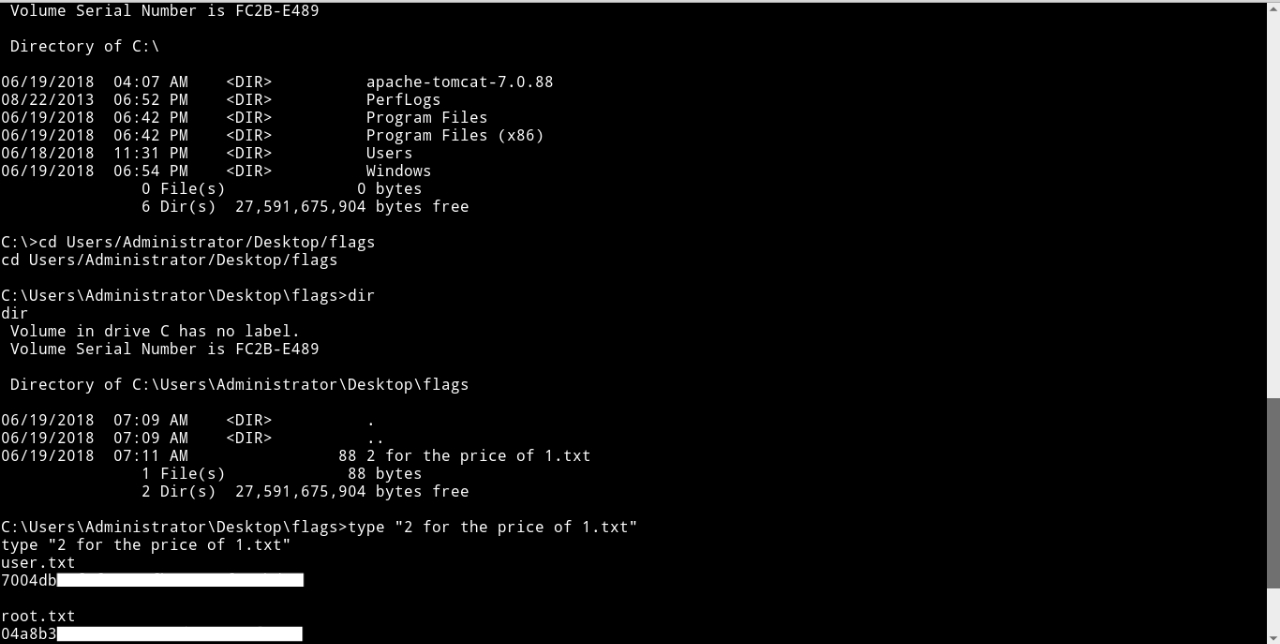 Volume Serial Number is FC2B-E489
Directory of C:\
06/19/2018  04:07 AM    <DIR>          apache-tomcat-7.0.88
08/22/2013  06:52 PM    <DIR>          PerfLogs
06/19/2018  06:42 PM    <DIR>          Program Files
06/19/2018  06:42 PM    <DIR>          Program Files (x86)
06/18/2018  11:31 PM    <DIR>          Users
06/19/2018  06:54 PM    <DIR>          Windows
0 File(s)              0 bytes
6 Dir(s)  27,591,675,904 bytes free
C:\>cd Users/Administrator/Desktop/flags
cd Users/Administrator/Desktop/flags
C:\Users\Administrator\Desktop\flags>dir
dir
Volume in drive C has no label.
Volume Serial Number is FC2B-E489
Directory of C:\Users\Administrator\Desktop\flags
06/19/2018  07:09 AM    <DIR>          .
06/19/2018  07:09 AM    <DIR>          ..
06/19/2018  07:11 AM                88 2 for the price of 1.txt
1 File(s)             88 bytes
2 Dir(s)  27,591,675,904 bytes free
C:\Users\Administrator\Desktop\flags>type "2 for the price of 1.txt"
type "2 for the price of 1.txt"
user.txt
7004db
root.txt
04a8b3